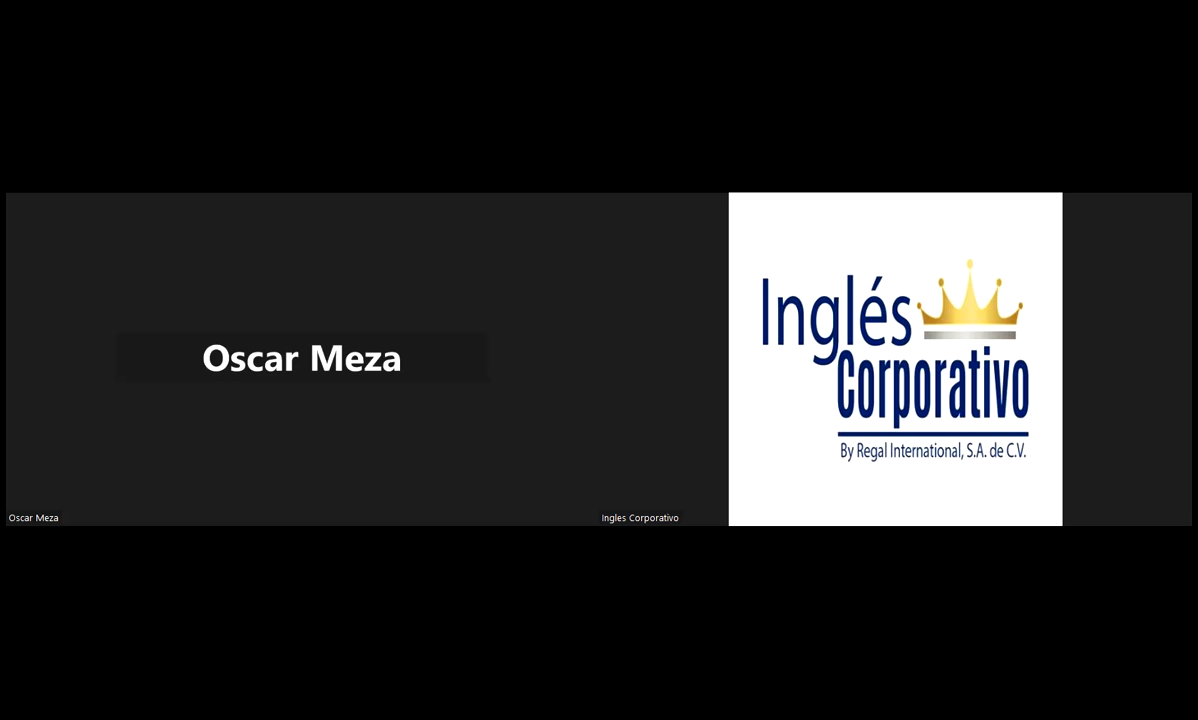 Oscar Meza
Oscar Meza
Inglés
Corporativo
By Regal International, S.A. de C.V.
Ingles Corporativo